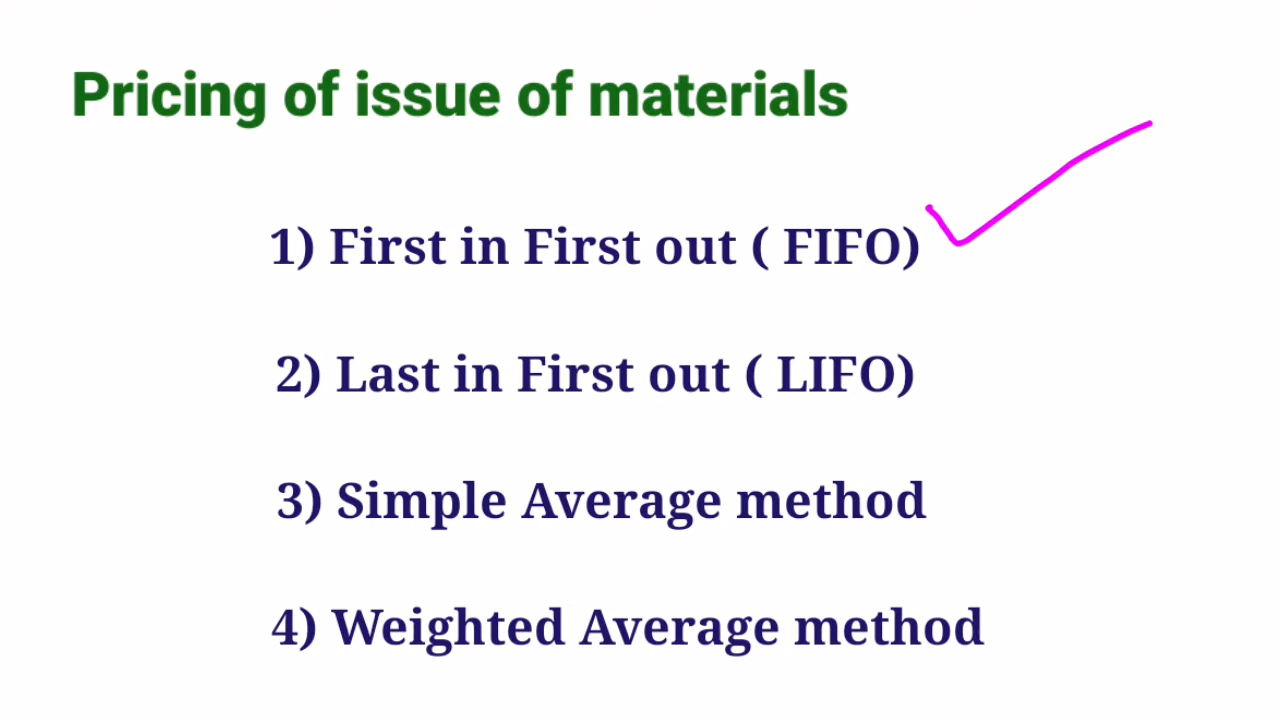 Pricing of issue of materials
1) First in First out ( FIFO)
2) Last in First out ( LIFO)
3) Simple Average method
4) Weighted Average method